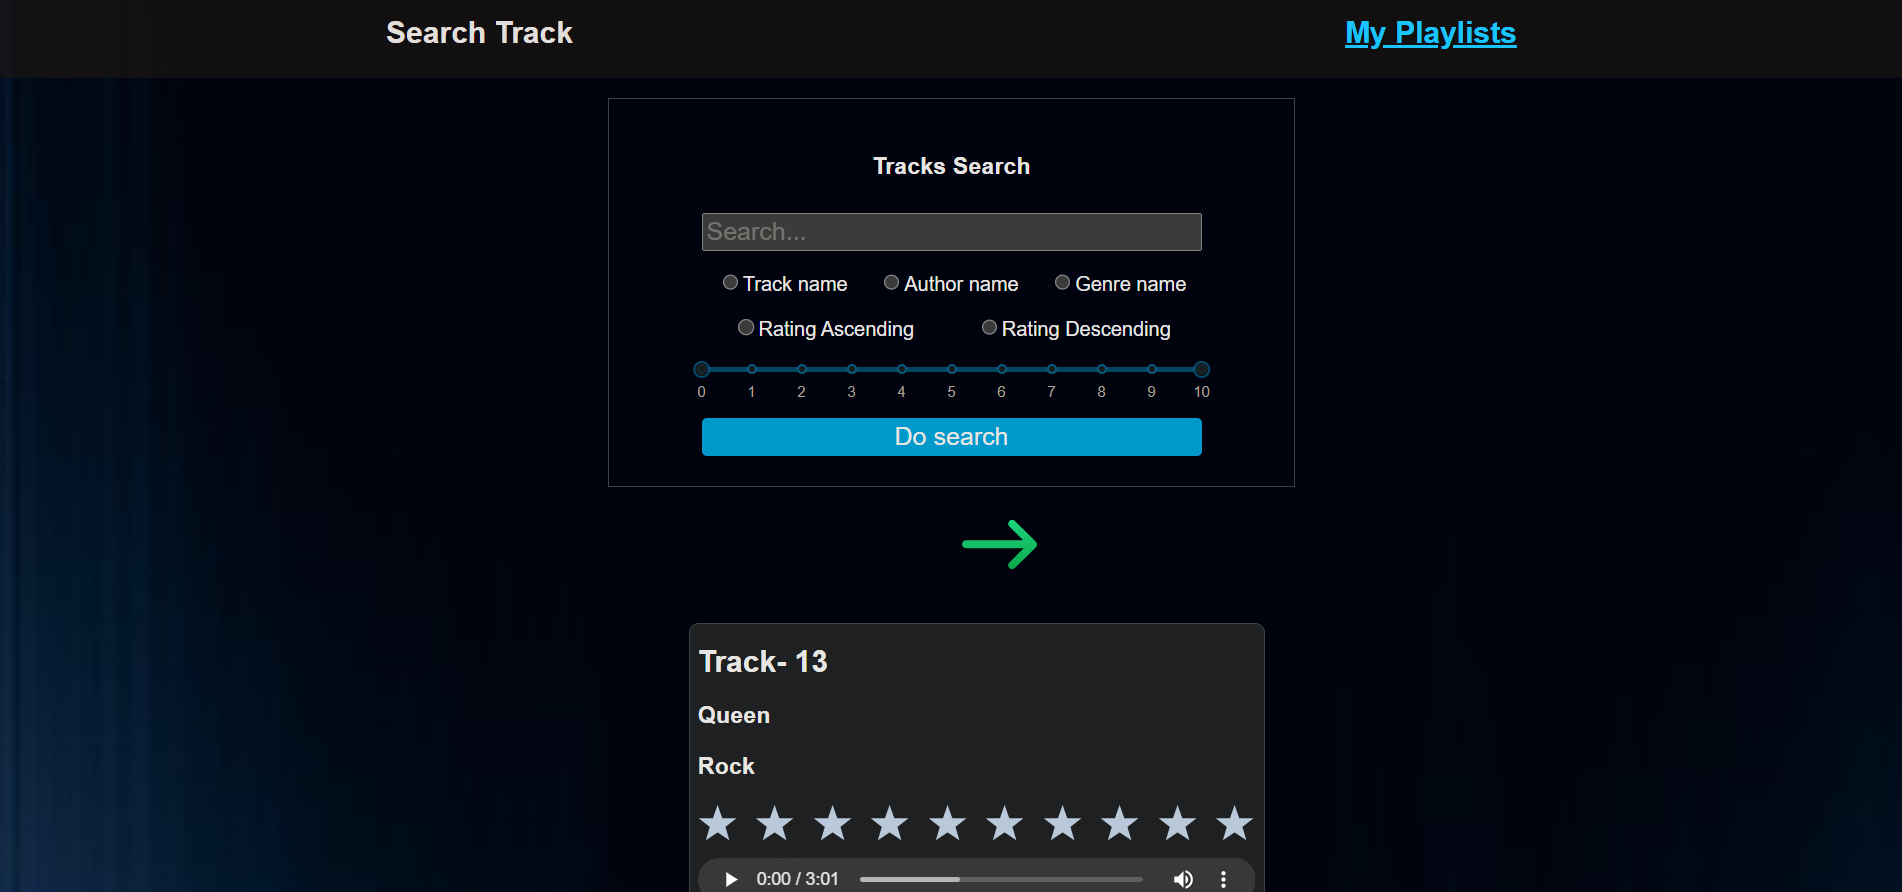 Search Track My Playlists
Tracks Search
Search...
Track name Author name Genre name
Rating Ascending Rating Descending
0 1 2 3 4 5 6 7 8 9 10
Do search
Track- 13
Queen
Rock
0:00 / 3:01